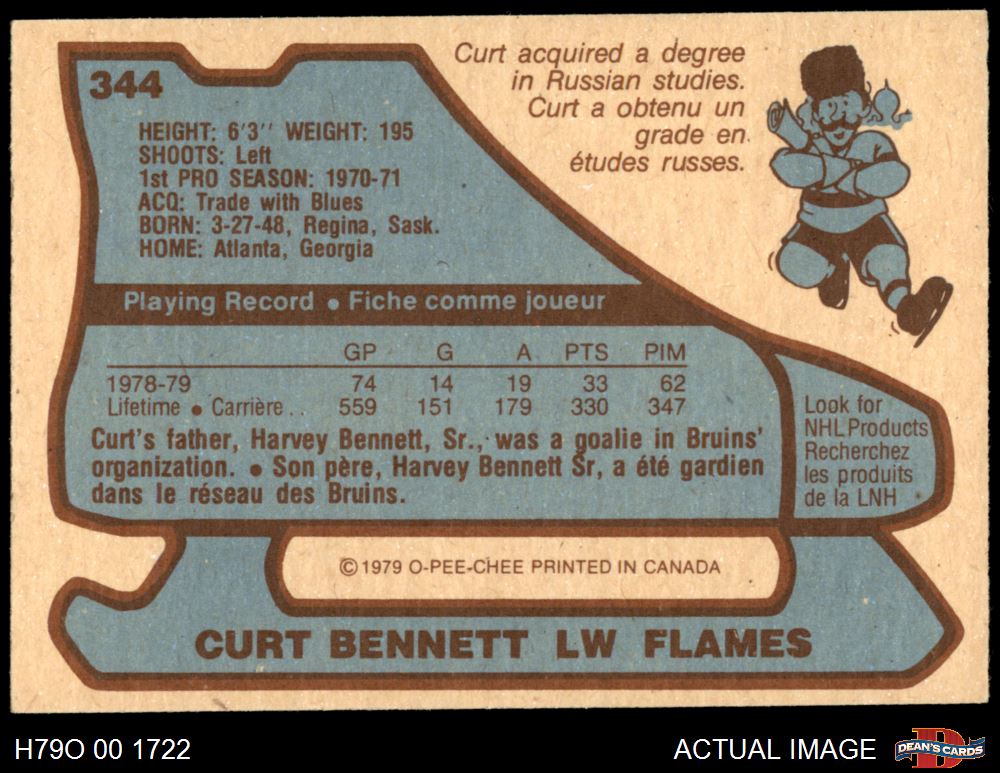 344
Curt acquired a degree
in Russian studies.
Curt a obtenu un
grade en
études russes.
HEIGHT: 6'3'' WEIGHT: 195
SHOOTS: Left
1st PRO SEASON: 1970-71
ACQ: Trade with Blues
BORN: 3-27-48, Regina, Sask.
HOME: Atlanta, Georgia
Playing Record • Fiche comme joueur
GP G A PTS PIM
1978-79 74 14 19 33 62
Lifetime • Carrière . . 559 151 179 330 347
Curt's father, Harvey Bennett, Sr., was a goalie in Bruins'
organization. • Son père, Harvey Bennett Sr, a été gardien
dans le réseau des Bruins.
Look for
NHL Products
Recherchez
les produits
de la LNH
© 1979 O-PEE-CHEE PRINTED IN CANADA
CURT BENNETT LW FLAMES
H79O 00 1722
ACTUAL IMAGE
DEAN'S CARDS